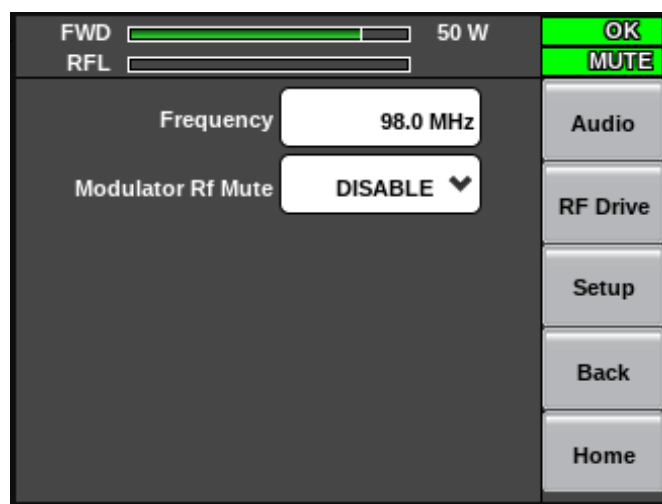 FWD 50 W
OK
RFL
MUTE
Frequency 98.0 MHz
Audio
Modulator Rf Mute DISABLE
RF Drive
Setup
Back
Home